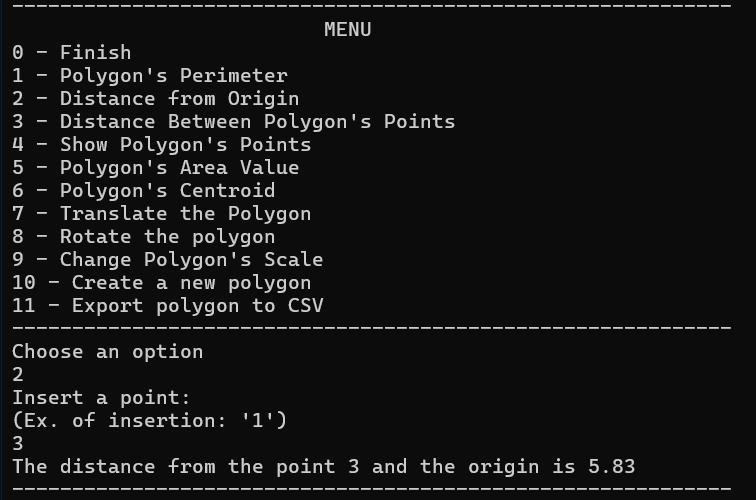 ------------------------------------------------------------
MENU
0 - Finish
1 - Polygon's Perimeter
2 - Distance from Origin
3 - Distance Between Polygon's Points
4 - Show Polygon's Points
5 - Polygon's Area Value
6 - Polygon's Centroid
7 - Translate the Polygon
8 - Rotate the polygon
9 - Change Polygon's Scale
10 - Create a new polygon
11 - Export polygon to CSV
------------------------------------------------------------
Choose an option
2
Insert a point:
(Ex. of insertion: '1')
3
The distance from the point 3 and the origin is 5.83
------------------------------------------------------------